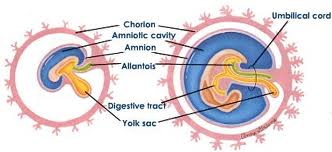 Umbilical cord
Chorion
Amniotic cavity
Amnion
Allantois
Digestive tract
Yolk sac